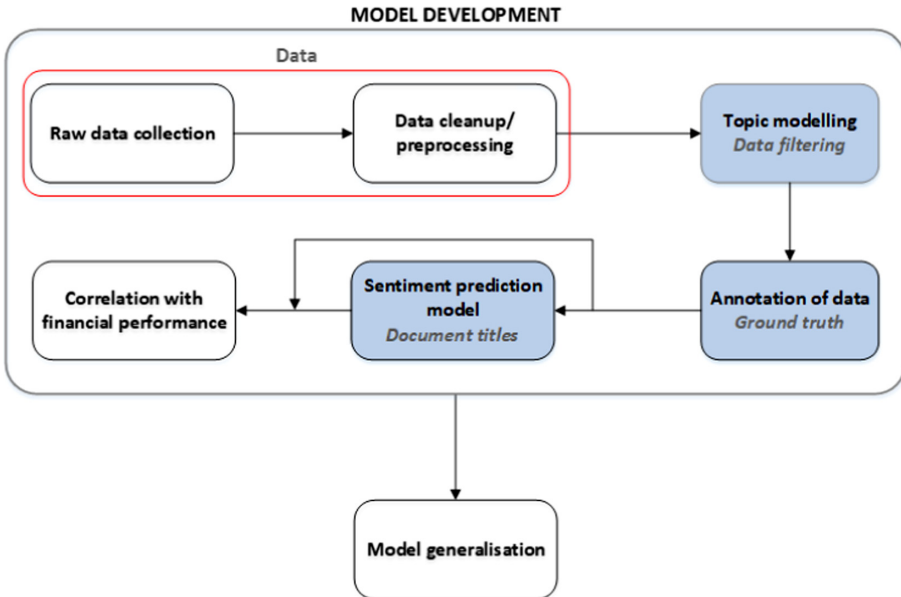 MODEL DEVELOPMENT
Data
Raw data collection
Data cleanup/
preprocessing
Topic modelling
Data filtering
Correlation with
financial performance
Sentiment prediction
model
Document titles
Annotation of data
Ground truth
Model generalisation